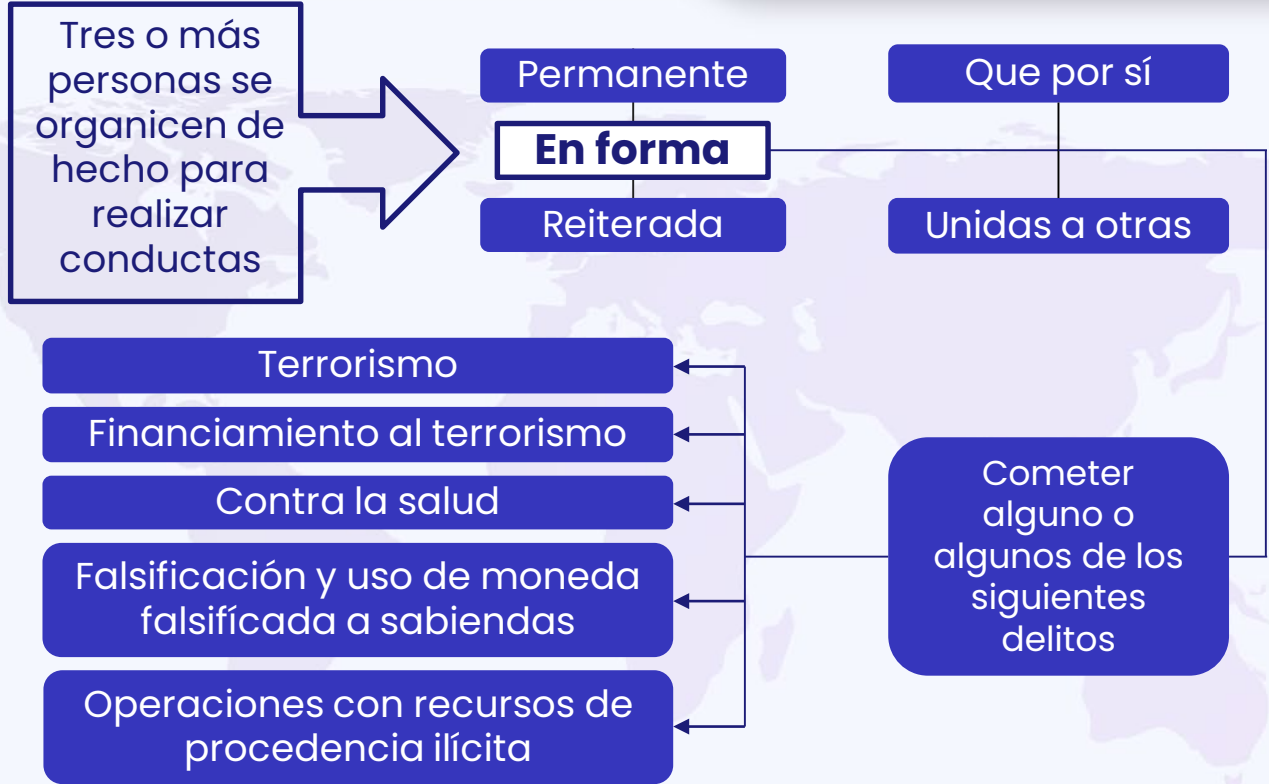 Tres o más
personas se
organicen de
hecho para
realizar
conductas
Permanente
En forma
Reiterada
Que por sí
Unidas a otras
Cometer
alguno o
algunos de los
siguientes
delitos
Terrorismo
Financiamiento al terrorismo
Contra la salud
Falsificación y uso de moneda
falsifícada a sabiendas
Operaciones con recursos de
procedencia ilícita